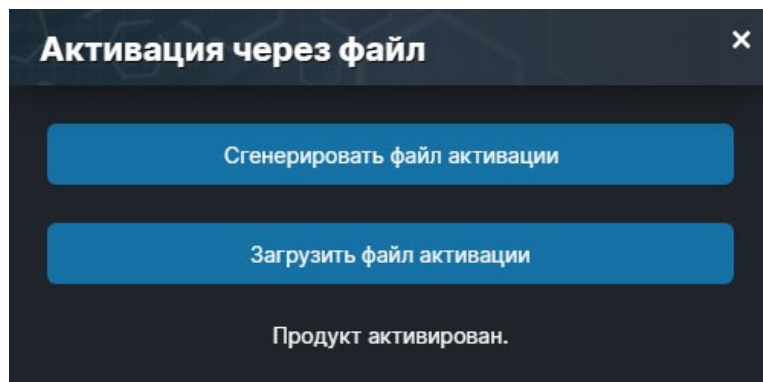 Активация через файл
Сгенерировать файл активации
Загрузить файл активации
Продукт активирован.